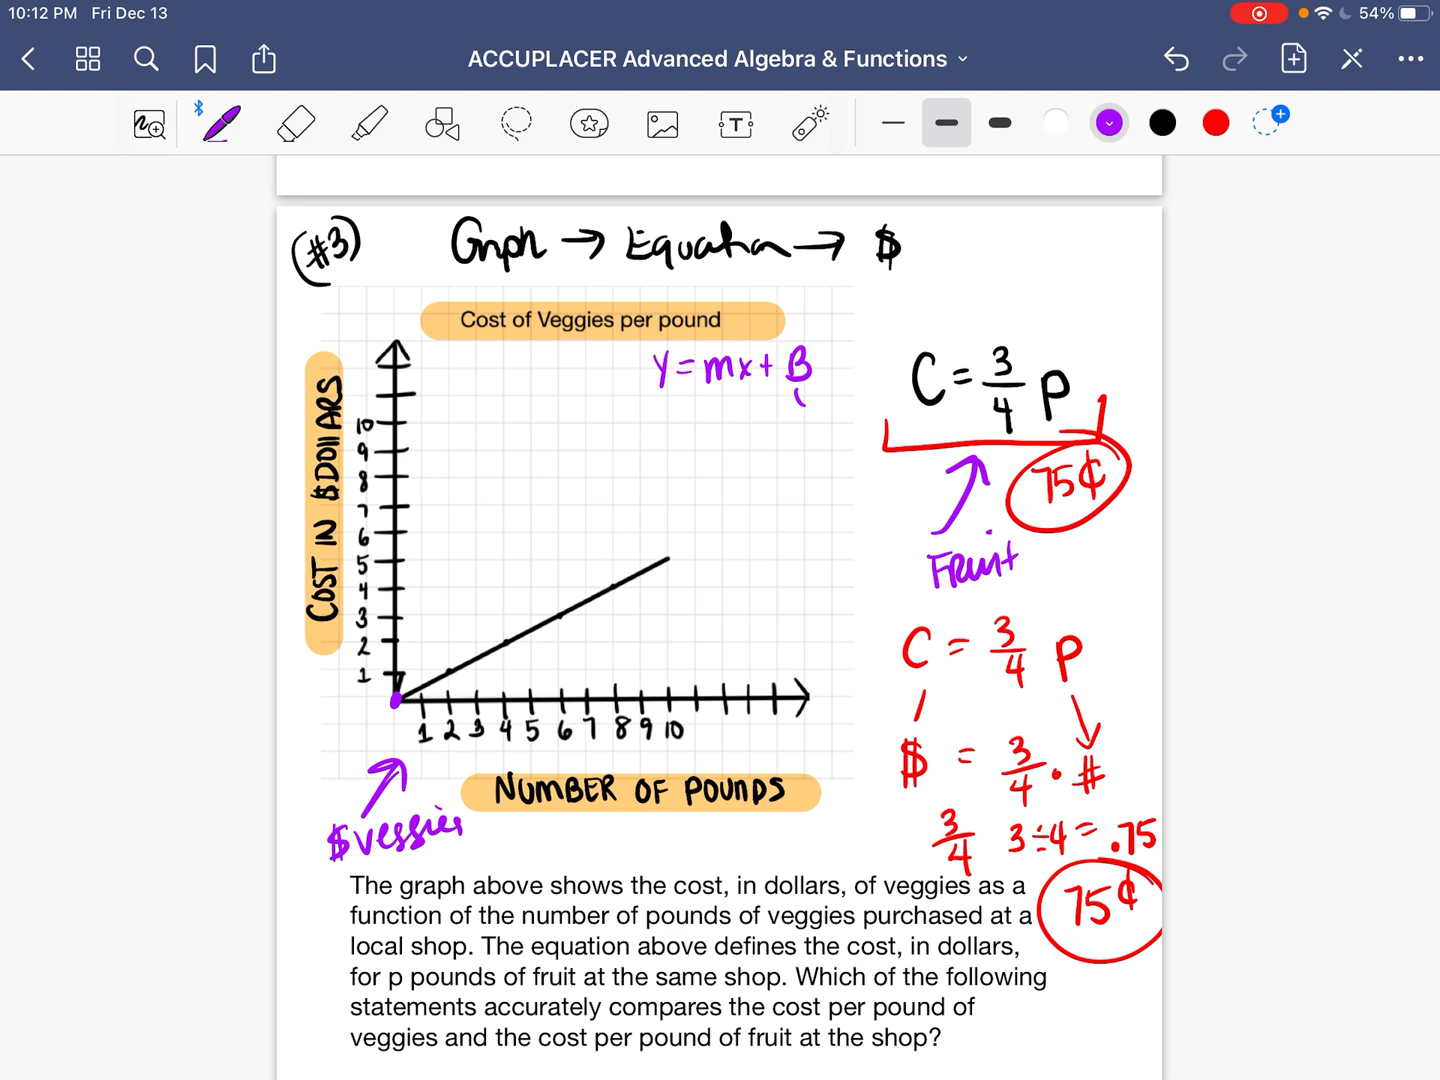 10:12 PM Fri Dec 13
54%
ACCUPLACER Advanced Algebra & Functions
T
(#3) Graph → Equation → $
Cost of Veggies per pound
Y = mx + B
COST IN $DOLLARS
10
9
8
7
6
5
4
3
2
1
1 2 3 4 5 6 7 8 9 10
NUMBER OF POUNDS
$veggies
C = 3/4 P
75¢
Fruit
C = 3/4 P
$ = 3/4 · #
3/4 3÷4 = .75
75¢
The graph above shows the cost, in dollars, of veggies as a
function of the number of pounds of veggies purchased at a
local shop. The equation above defines the cost, in dollars,
for p pounds of fruit at the same shop. Which of the following
statements accurately compares the cost per pound of
veggies and the cost per pound of fruit at the shop?